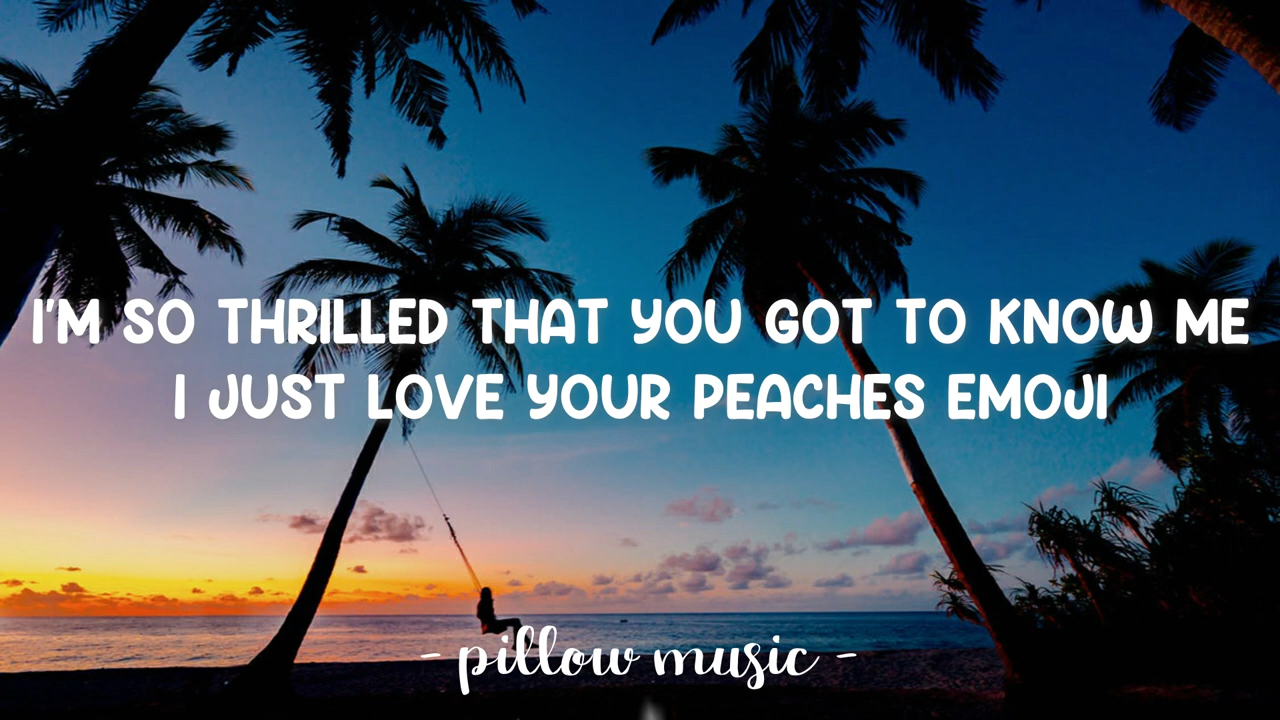 I'M SO THRILLED THAT YOU GOT TO KNOW ME
I JUST LOVE YOUR PEACHES EMOJI
- pillow music -